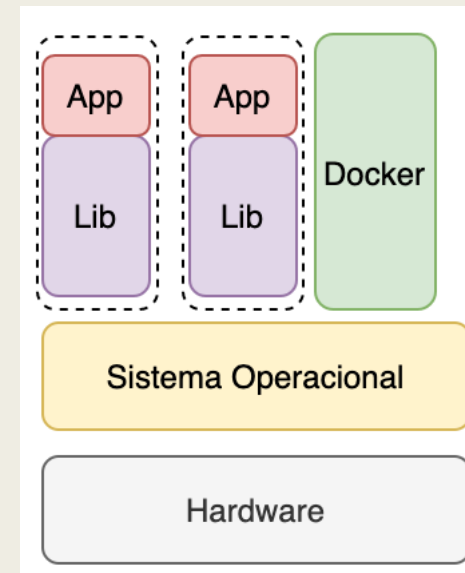 App
App
Docker
Lib
Lib
Sistema Operacional
Hardware